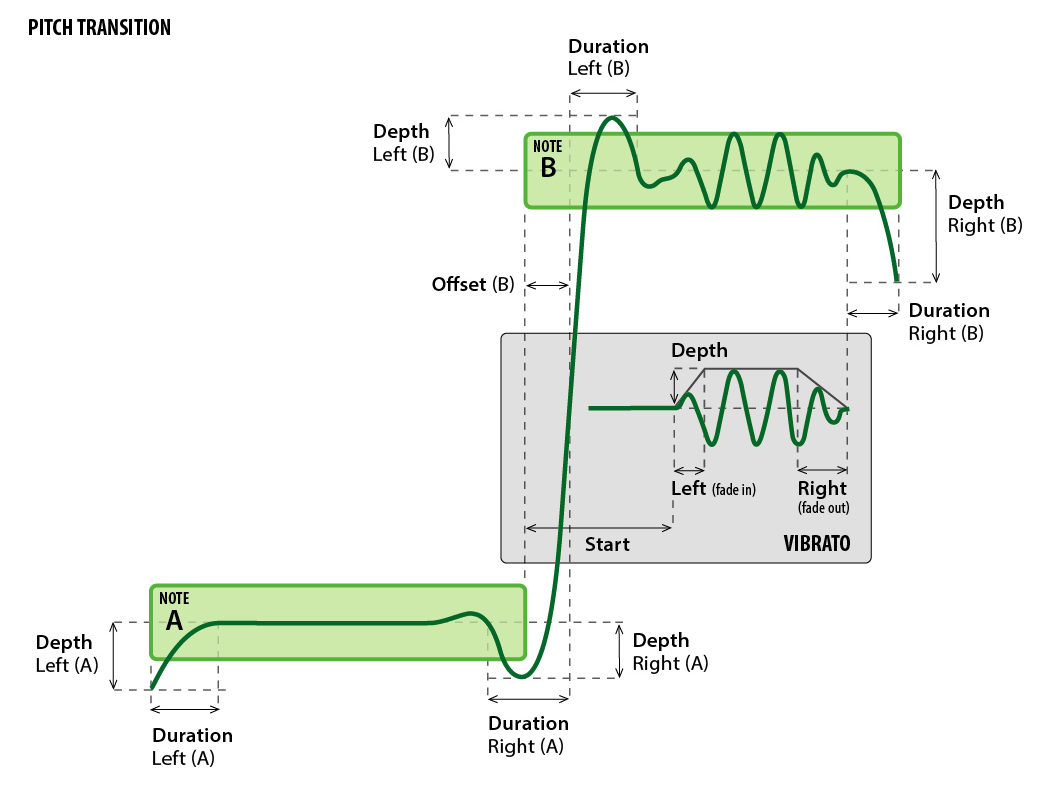 PITCH TRANSITION
Duration
Left (B)
Depth
Left (B)
NOTE
B
Depth
Right (B)
Offset (B)
Duration
Right (B)
Depth
Left (fade in)
Right
(fade out)
Start
VIBRATO
NOTE
A
Depth
Left (A)
Depth
Right (A)
Duration
Left (A)
Duration
Right (A)